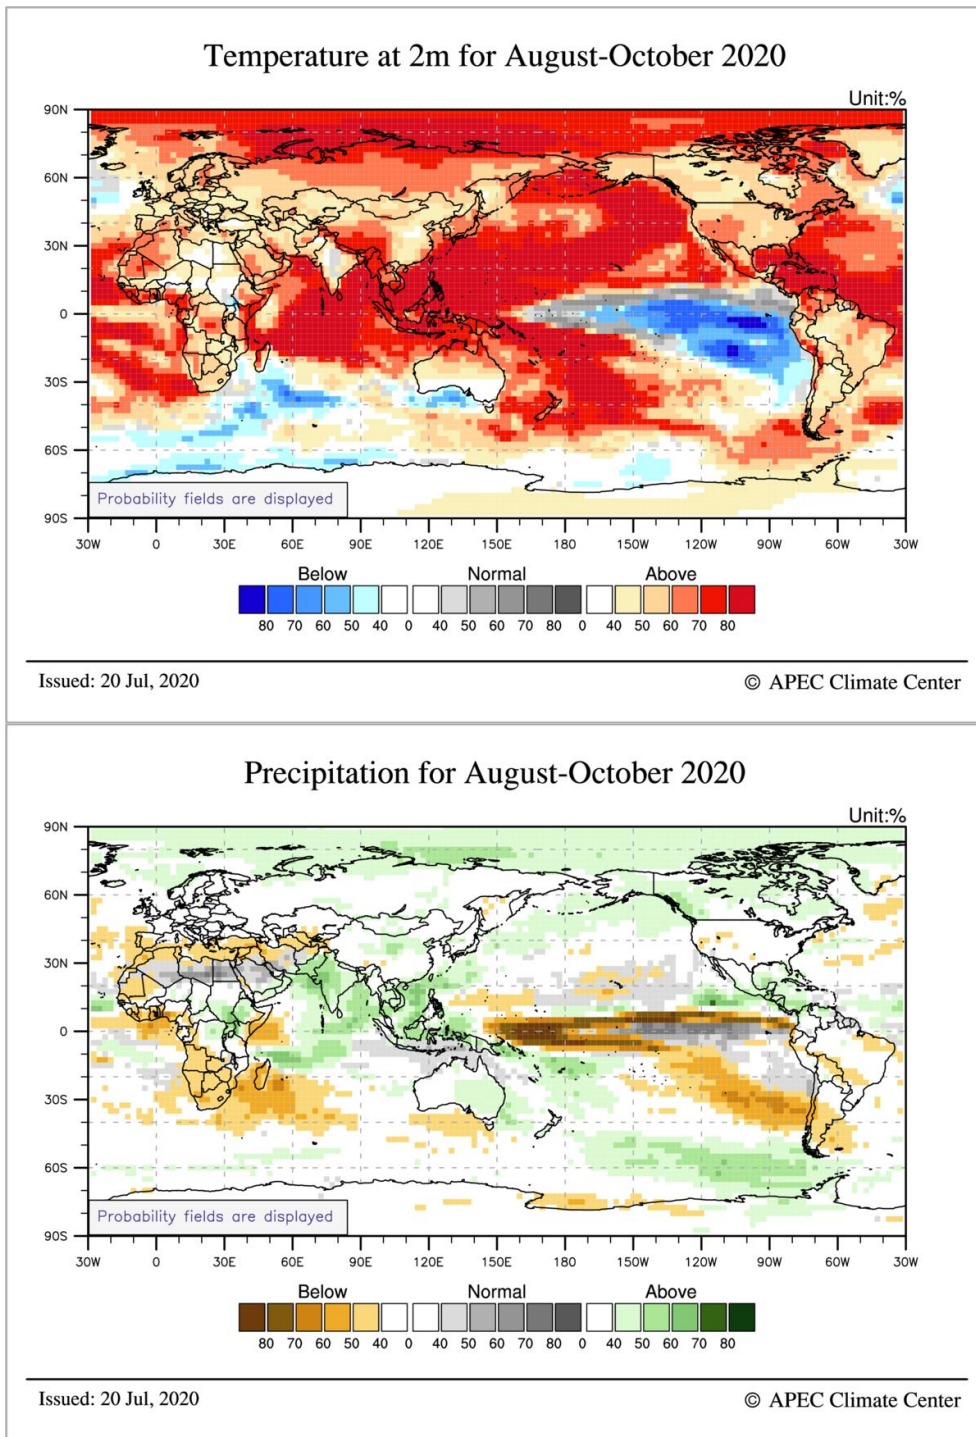 Temperature at 2m for August-October 2020
Unit:%
90N
60N
30N
0
30S
60S
90S
Probability fields are displayed
30W 0 30E 60E 90E 120E 150E 180 150W 120W 90W 60W 30W
Below Normal Above
80 70 60 50 40 0 40 50 60 70 80 0 40 50 60 70 80
Issued: 20 Jul, 2020 © APEC Climate Center
Precipitation for August-October 2020
Unit:%
90N
60N
30N
0
30S
60S
90S
Probability fields are displayed
30W 0 30E 60E 90E 120E 150E 180 150W 120W 90W 60W 30W
Below Normal Above
80 70 60 50 40 0 40 50 60 70 80 0 40 50 60 70 80
Issued: 20 Jul, 2020 © APEC Climate Center